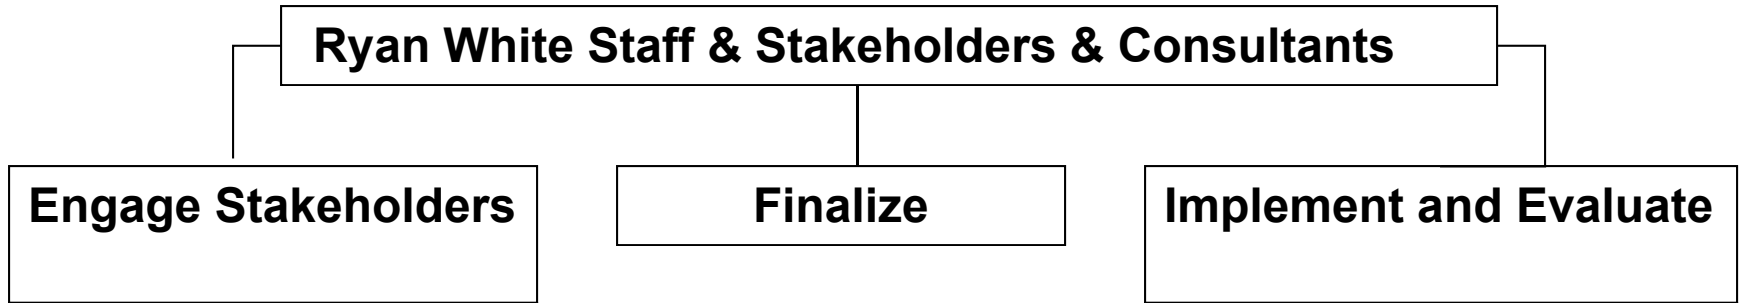 Ryan White Staff & Stakeholders & Consultants
Engage Stakeholders
Finalize
Implement and Evaluate